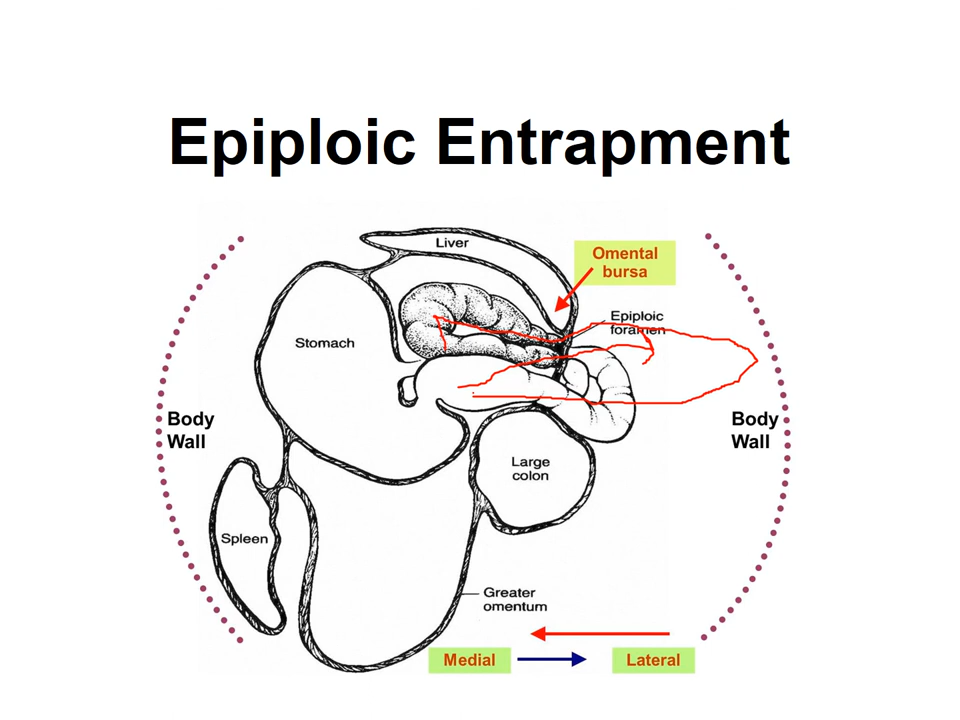 Epiploic Entrapment
Liver
Omental
bursa
Epiploic
foramen
Stomach
Body
Wall
Body
Wall
Large
colon
Spleen
Greater
omentum
Medial
Lateral